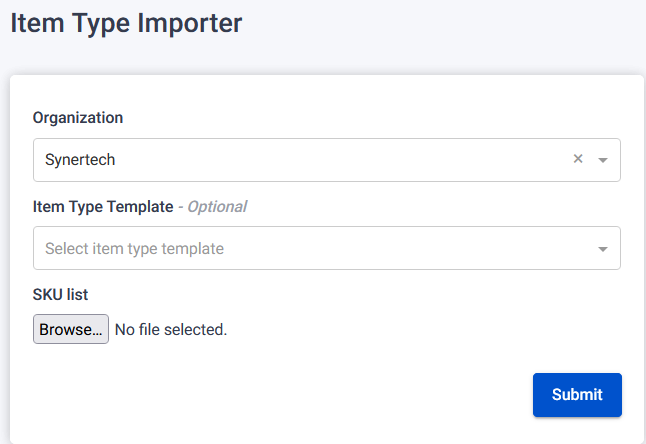 Item Type Importer
Organization
Synertech ×
Item Type Template - Optional
Select item type template
SKU list
Browse... No file selected.
Submit